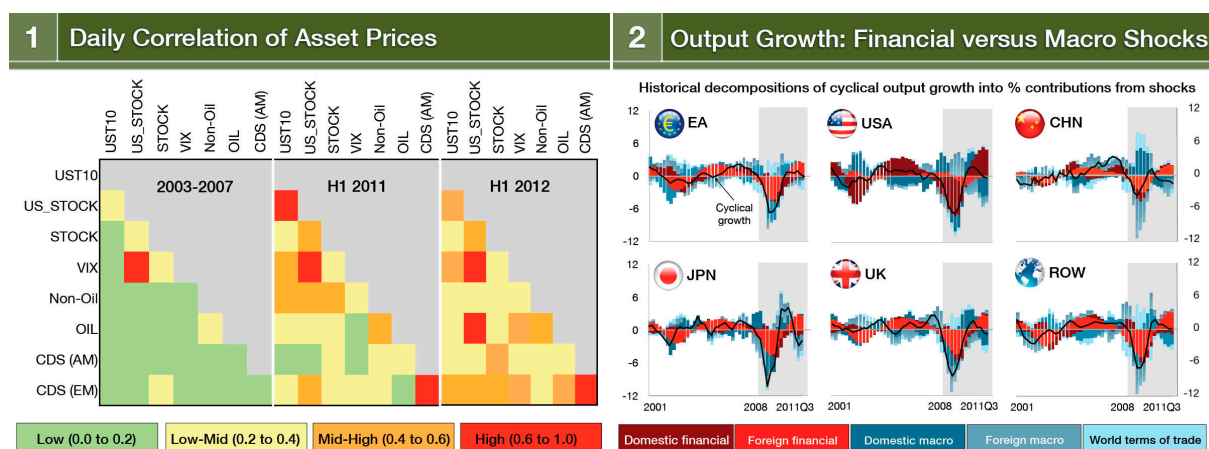 1 Daily Correlation of Asset Prices
UST10 US_STOCK STOCK VIX Non-Oil OIL CDS (AM) UST10 US_STOCK STOCK VIX Non-Oil OIL CDS (AM) UST10 US_STOCK STOCK VIX Non-Oil OIL CDS (AM)
UST10
2003-2007 H1 2011 H1 2012
US_STOCK
STOCK
VIX
Non-Oil
OIL
CDS (AM)
CDS (EM)
Low (0.0 to 0.2) Low-Mid (0.2 to 0.4) Mid-High (0.4 to 0.6) High (0.6 to 1.0)
2 Output Growth: Financial versus Macro Shocks
Historical decompositions of cyclical output growth into % contributions from shocks
12 EA USA CHN 12
6 6
0 0
Cyclical
growth
-6 -6
-12 -12
12 JPN UK ROW 12
6 6
0 0
-6 -6
-12 -12
2001 2008 2011Q3 2001 2008 2011Q3 2001 2008 2011Q3
Domestic financial Foreign financial Domestic macro Foreign macro World terms of trade